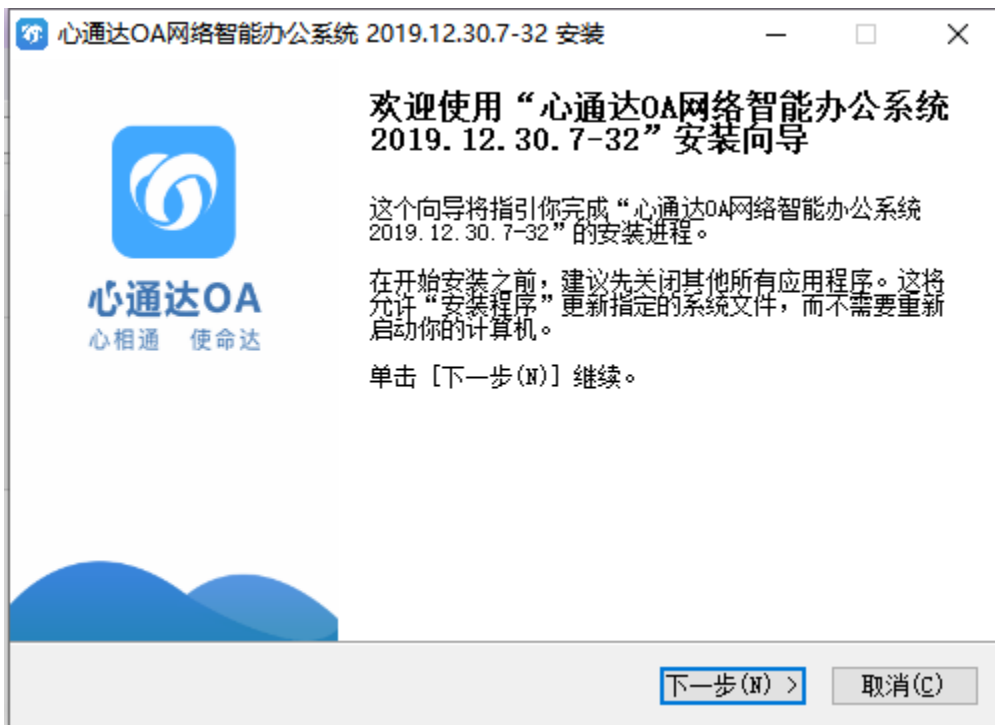 心通达OA网络智能办公系统 2019.12.30.7-32 安装
欢迎使用“心通达OA网络智能办公系统
2019.12.30.7-32”安装向导
这个向导将指引你完成“心通达OA网络智能办公系统
2019.12.30.7-32”的安装进程。
在开始安装之前，建议先关闭其他所有应用程序。这将
允许“安装程序”更新指定的系统文件，而不需要重新
启动你的计算机。
单击 [下一步(N)] 继续。
心通达OA
心相通 使命达
下一步(N) >
取消(C)